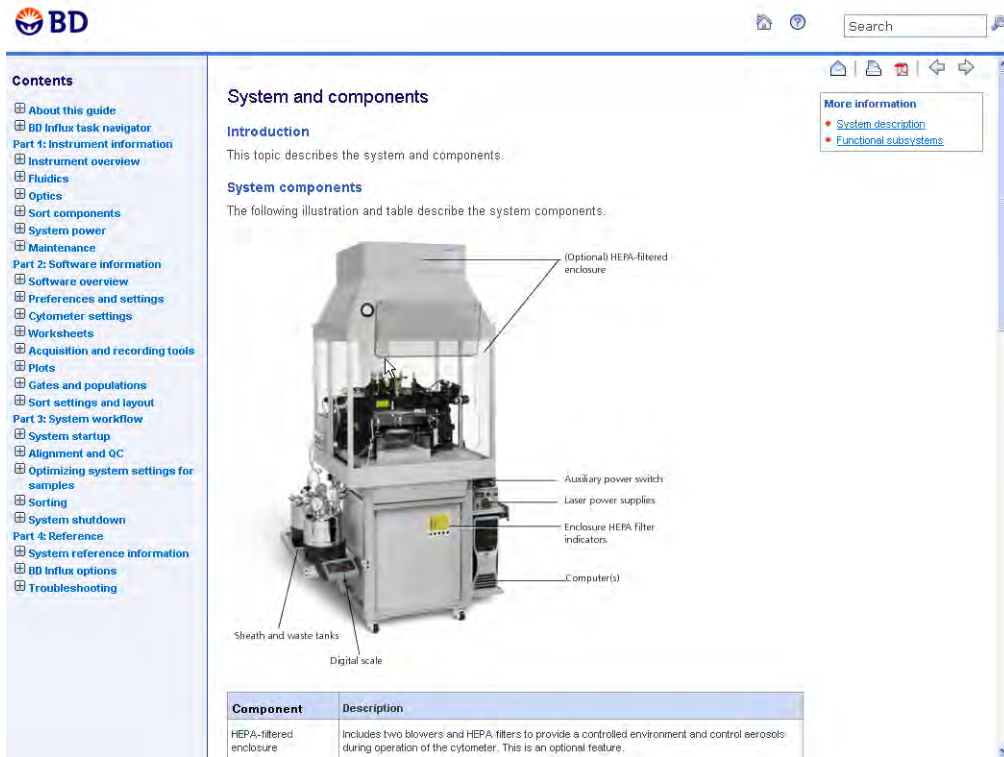 BD
Search
Contents
About this guide
BD Influx task navigator
Part 1: Instrument information
Instrument overview
Fluidics
Optics
Sort components
System power
Maintenance
Part 2: Software information
Software overview
Preferences and settings
Cytometer settings
Worksheets
Acquisition and recording tools
Plots
Gates and populations
Sort settings and layout
Part 3: System workflow
System startup
Alignment and QC
Optimizing system settings for
samples
Sorting
System shutdown
Part 4: Reference
System reference information
BD Influx options
Troubleshooting
System and components
Introduction
This topic describes the system and components.
System components
The following illustration and table describe the system components.
(Optional) HEPA-filtered
enclosure
Auxiliary power switch
Laser power supplies
Enclosure HEPA filter
indicators
Computer(s)
Sheath and waste tanks
Digital scale
Component Description
HEPA-filtered
enclosure
Includes two blowers and HEPA filters to provide a controlled environment and control aerosols
during operation of the cytometer. This is an optional feature.
More information
System description
Functional subsystems